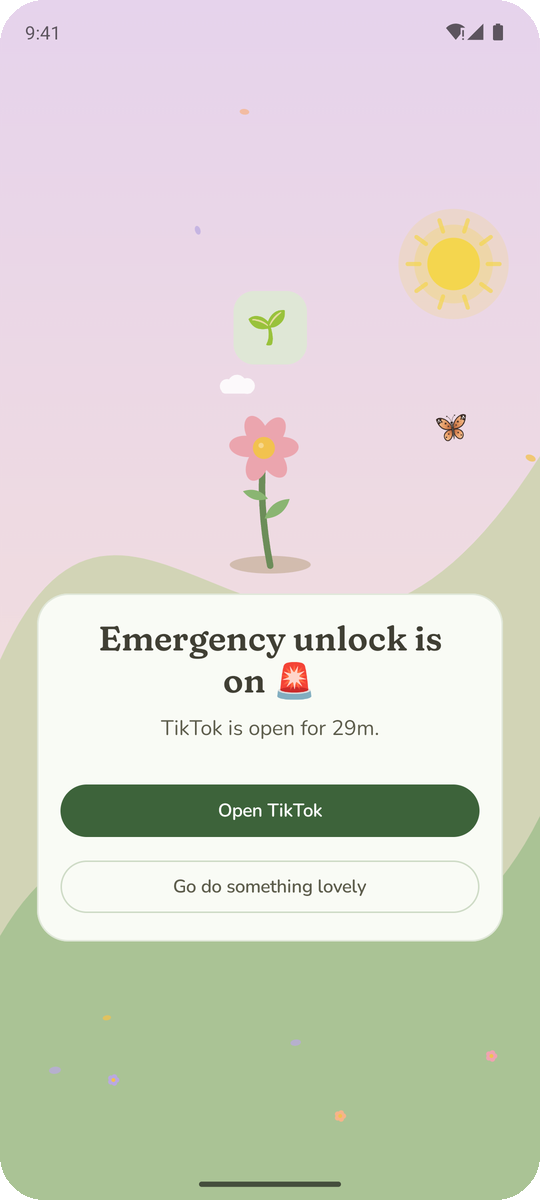 9:41
Emergency unlock is
on 🚨
TikTok is open for 29m.
Open TikTok
Go do something lovely